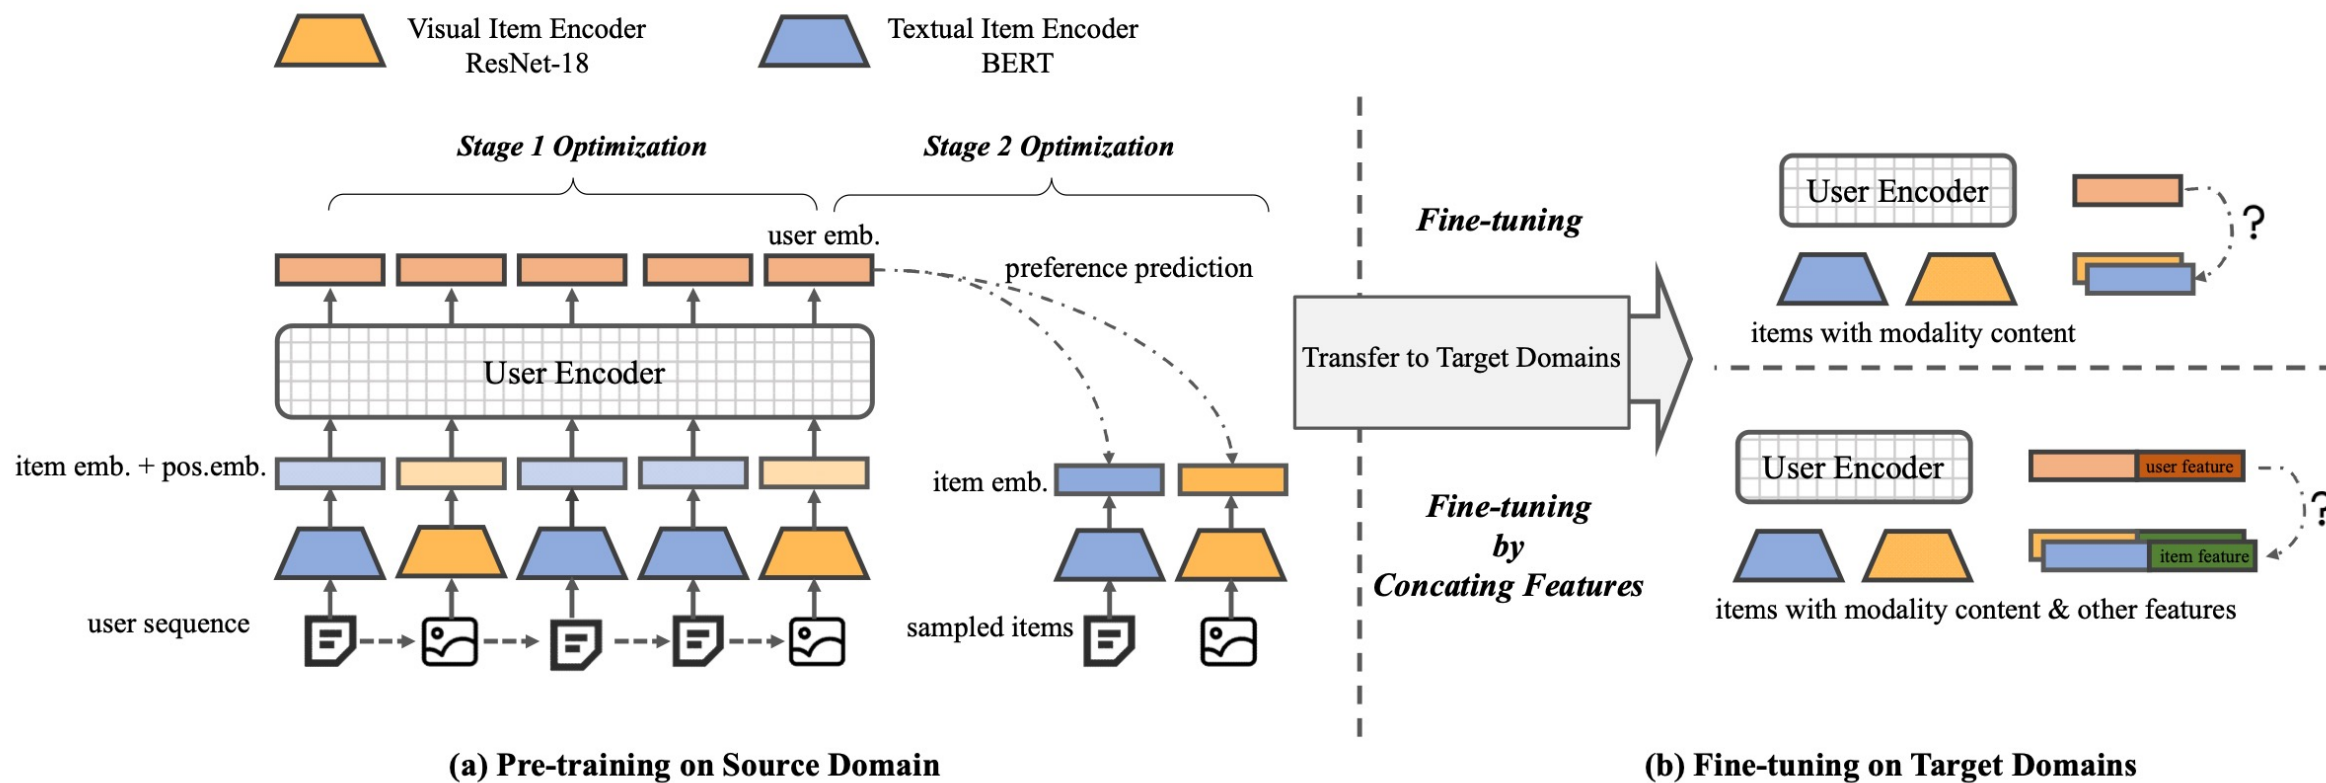 Visual Item Encoder
ResNet-18
Textual Item Encoder
BERT
Stage 1 Optimization
Stage 2 Optimization
user emb.
preference prediction
User Encoder
item emb. + pos.emb.
item emb.
user sequence
sampled items
(a) Pre-training on Source Domain
Fine-tuning
Transfer to Target Domains
Fine-tuning
by
Concating Features
User Encoder
?
items with modality content
User Encoder
user feature
?
item feature
items with modality content & other features
(b) Fine-tuning on Target Domains